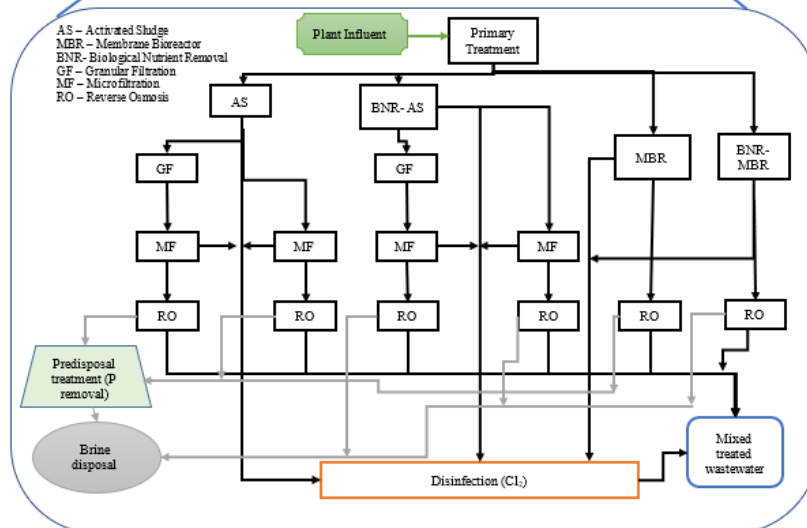 AS – Activated Sludge
MBR – Membrane Bioreactor
BNR- Biological Nutrient Removal
GF – Granular Filtration
MF – Microfiltration
RO – Reverse Osmosis
Plant Influent
Primary
Treatment
AS
BNR- AS
MBR
BNR-
MBR
GF
GF
MF
MF
MF
MF
RO
RO
RO
RO
RO
RO
Predisposal
treatment (P
removal)
Brine
disposal
Mixed
treated
wastewater
Disinfection (Cl₂)